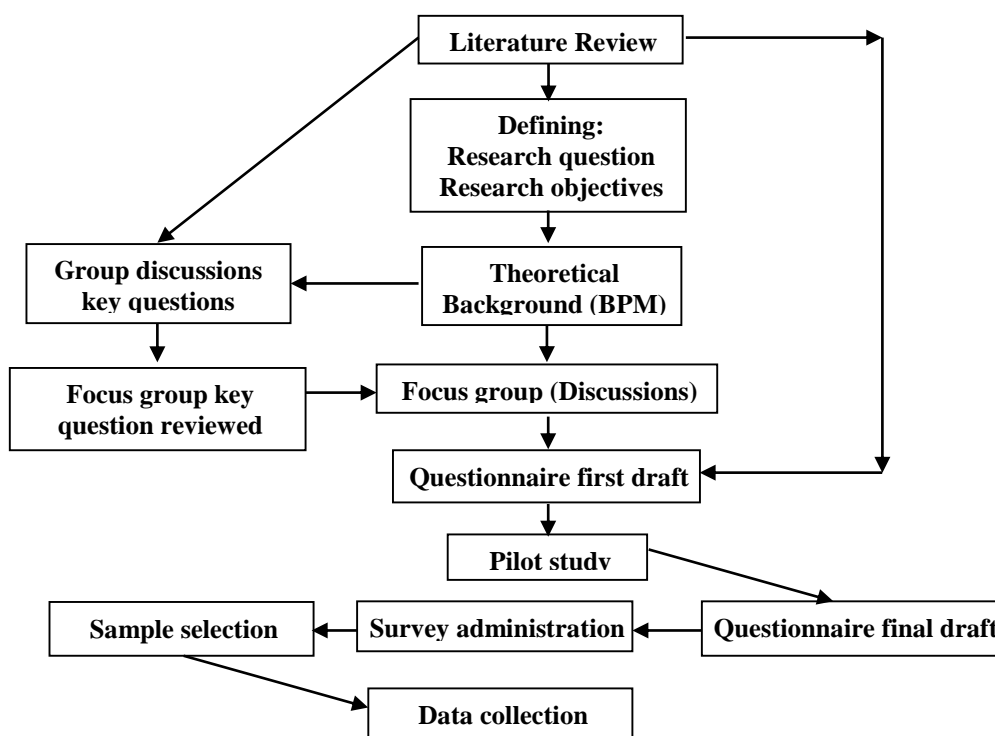 Literature Review
Defining:
Research question
Research objectives
Group discussions
key questions
Theoretical
Background (BPM)
Focus group key
question reviewed
Focus group (Discussions)
Questionnaire first draft
Pilot study
Sample selection
Survey administration
Questionnaire final draft
Data collection